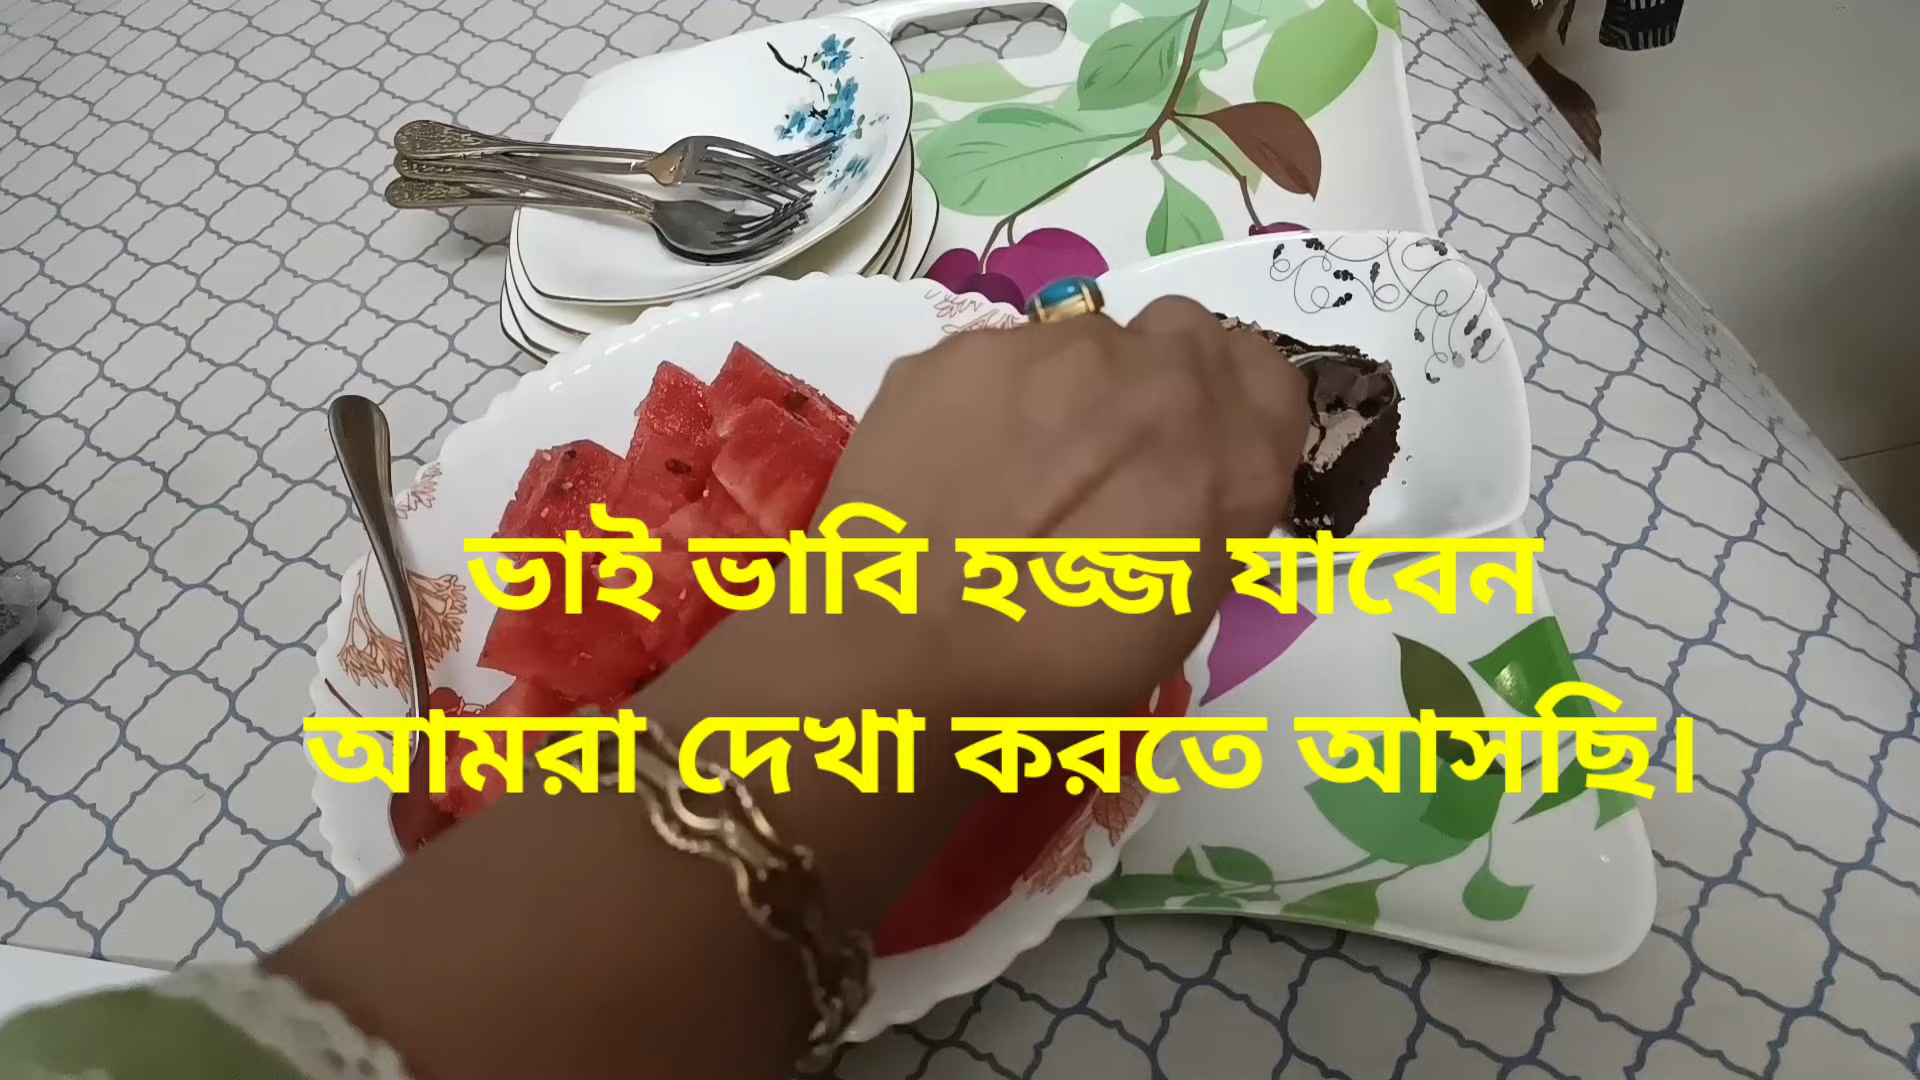 ভাই ভাবি হজ্জ যাবেন
আমরা দেখা করতে আসছি।